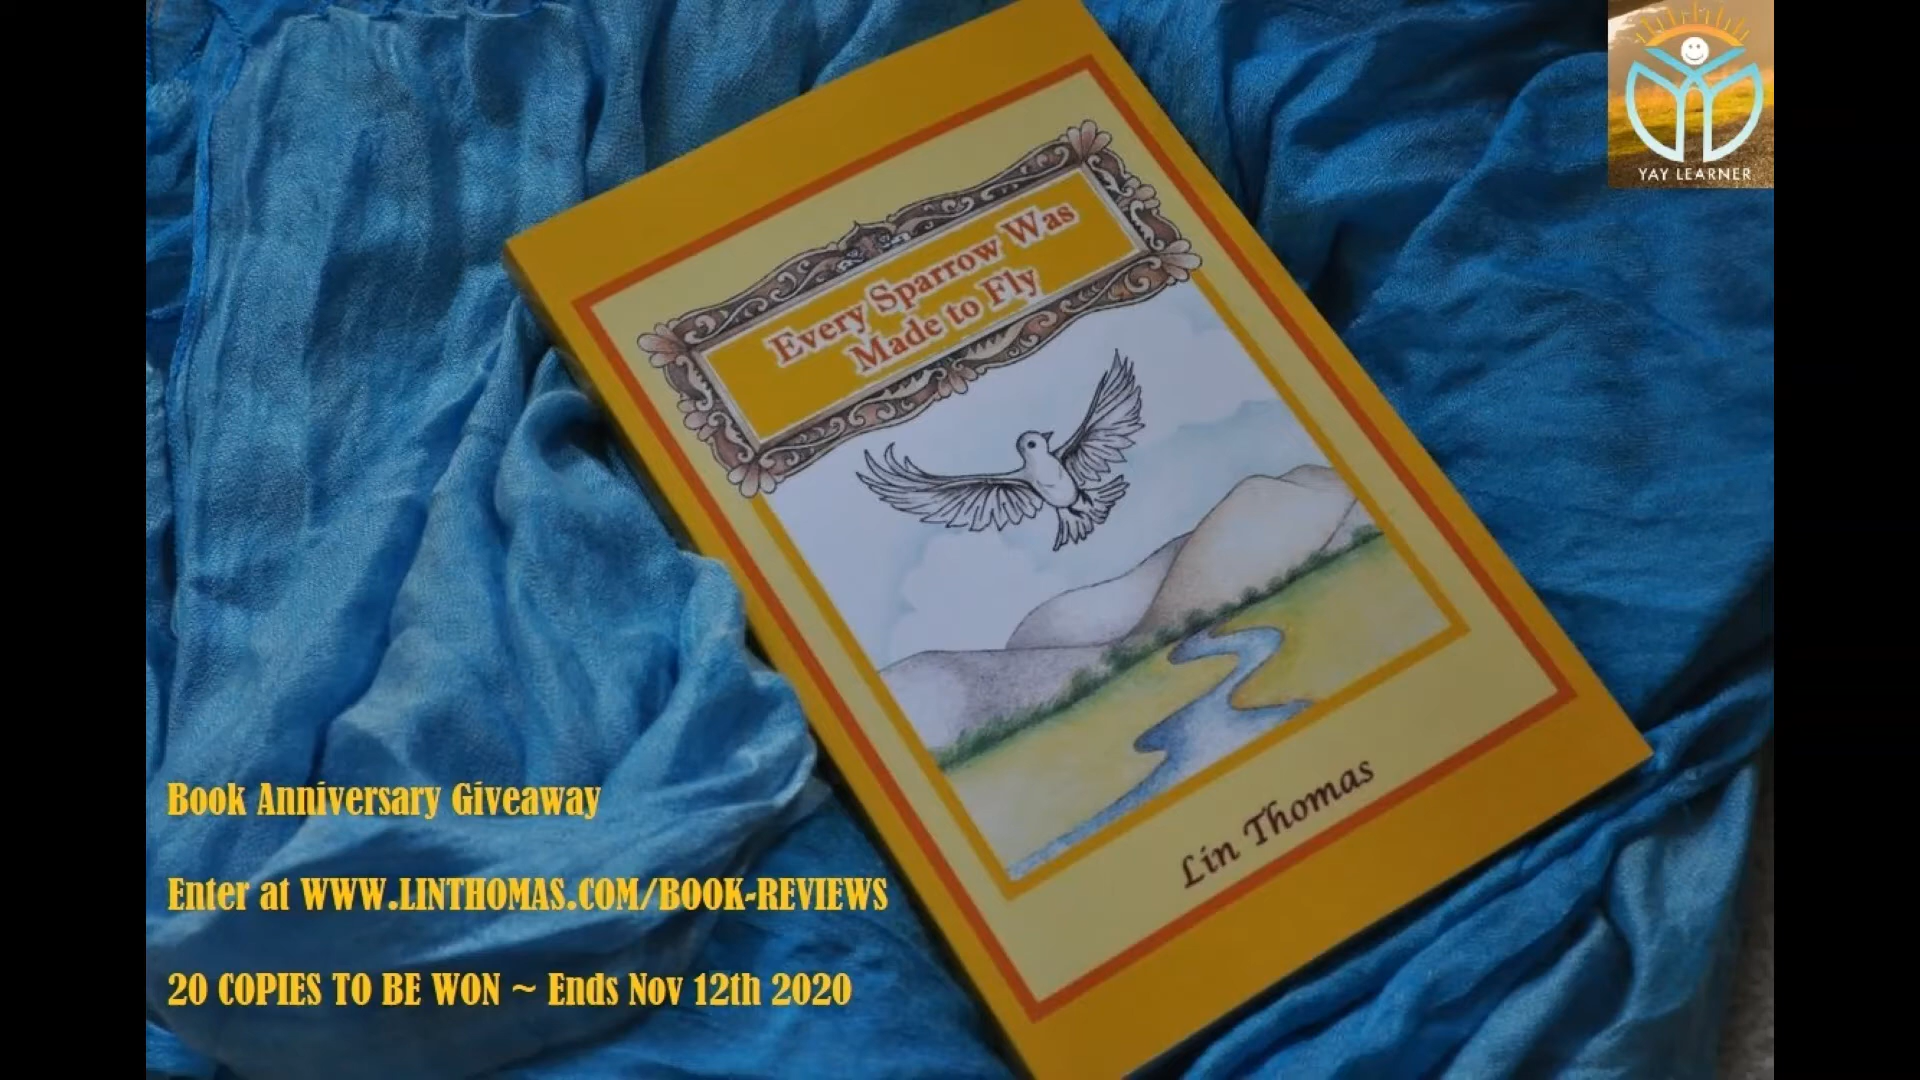 YAY LEARNER
Every Sparrow Was
Made to Fly
Lin Thomas
Book Anniversary Giveaway
Enter at WWW.LINTHOMAS.COM/BOOK-REVIEWS
20 COPIES TO BE WON ~ Ends Nov 12th 2020